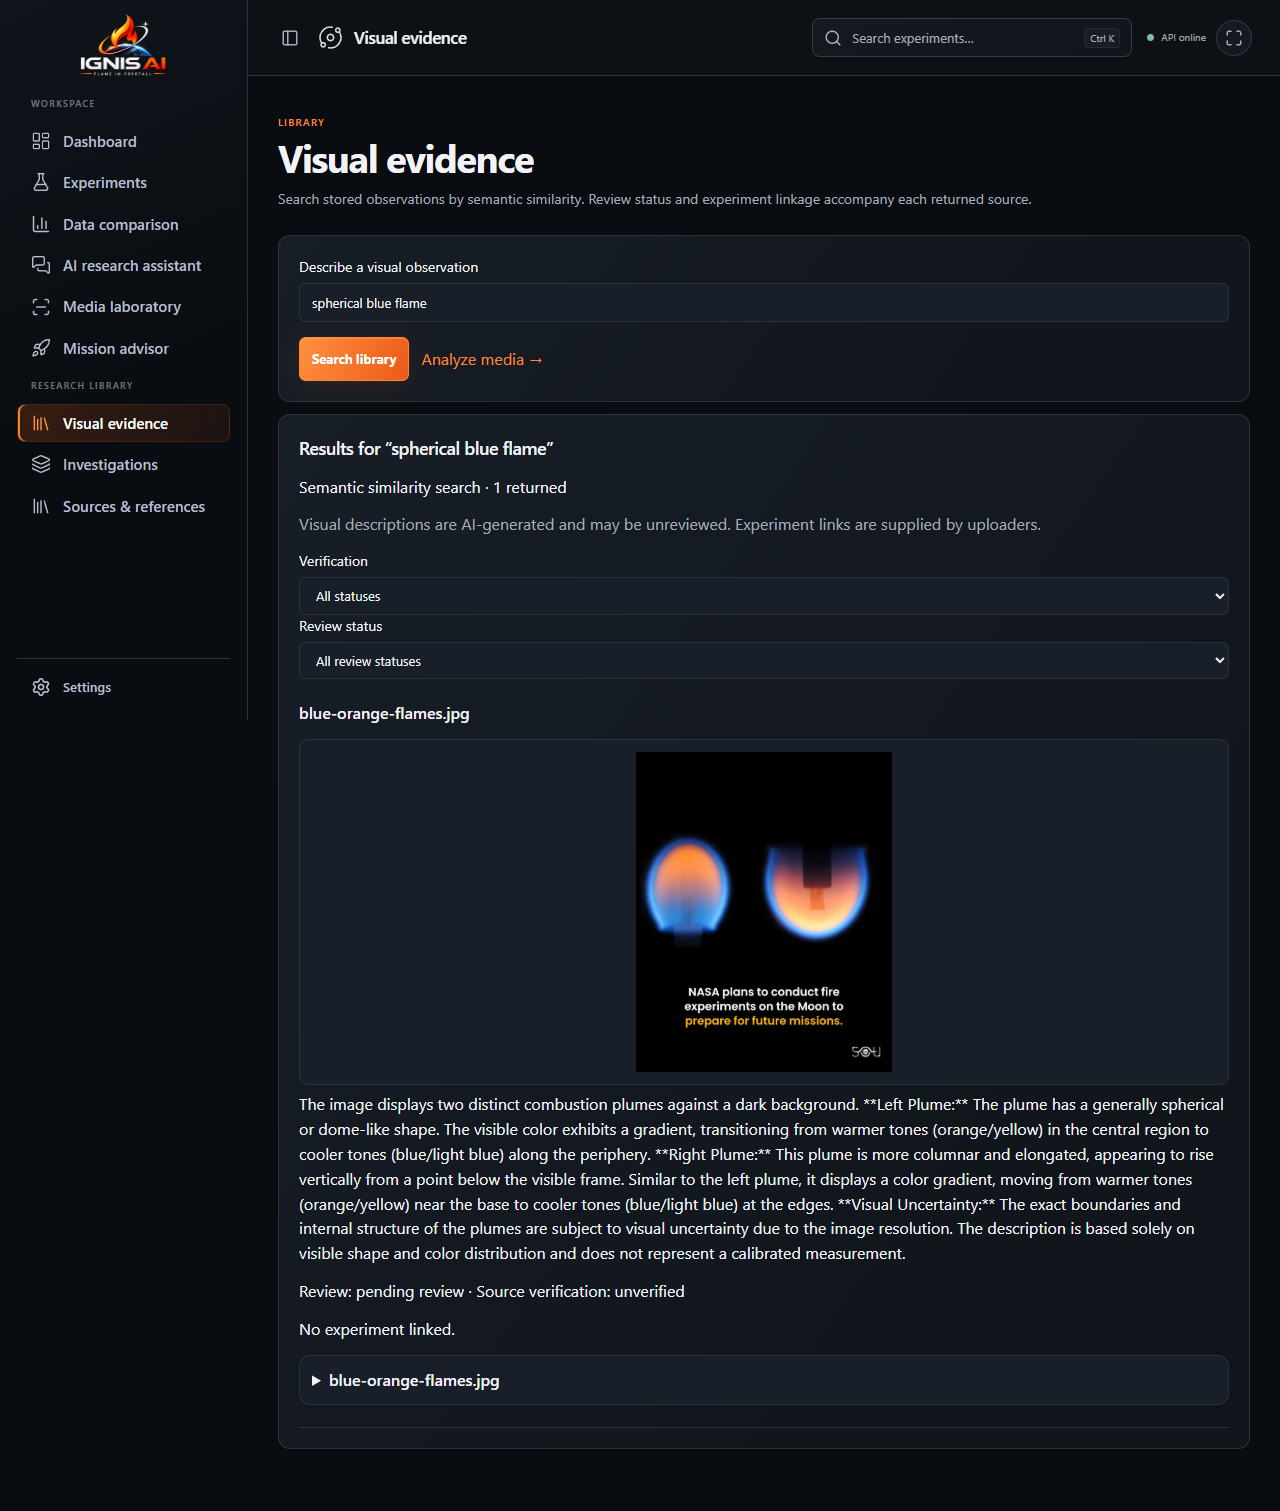 IGNIS AI
FLAME IN FREEFALL
WORKSPACE
Dashboard
Experiments
Data comparison
AI research assistant
Media laboratory
Mission advisor
RESEARCH LIBRARY
Visual evidence
Investigations
Sources & references
Settings
Visual evidence
Search experiments...
Ctrl K
API online
LIBRARY
Visual evidence
Search stored observations by semantic similarity. Review status and experiment linkage accompany each returned source.
Describe a visual observation
spherical blue flame
Search library
Analyze media →
Results for “spherical blue flame”
Semantic similarity search · 1 returned
Visual descriptions are AI-generated and may be unreviewed. Experiment links are supplied by uploaders.
Verification
All statuses
Review status
All review statuses
blue-orange-flames.jpg
NASA plans to conduct fire
experiments on the Moon to
prepare for future missions.
The image displays two distinct combustion plumes against a dark background. **Left Plume:** The plume has a generally spherical
or dome-like shape. The visible color exhibits a gradient, transitioning from warmer tones (orange/yellow) in the central region to
cooler tones (blue/light blue) along the periphery. **Right Plume:** This plume is more columnar and elongated, appearing to rise
vertically from a point below the visible frame. Similar to the left plume, it displays a color gradient, moving from warmer tones
(orange/yellow) near the base to cooler tones (blue/light blue) at the edges. **Visual Uncertainty:** The exact boundaries and
internal structure of the plumes are subject to visual uncertainty due to the image resolution. The description is based solely on
visible shape and color distribution and does not represent a calibrated measurement.
Review: pending review · Source verification: unverified
No experiment linked.
blue-orange-flames.jpg